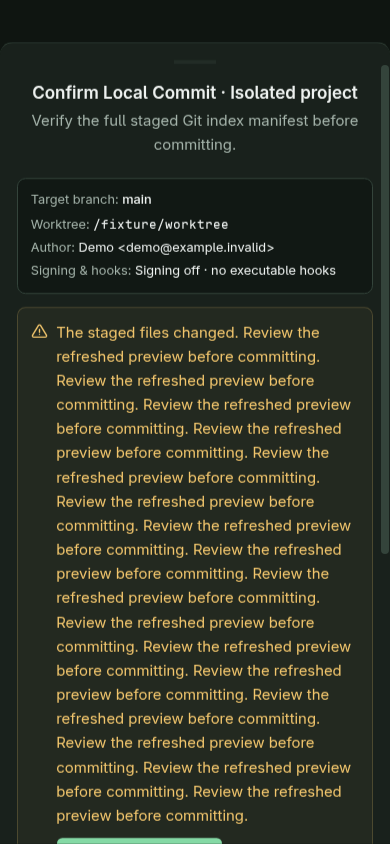 Confirm Local Commit · Isolated project
Verify the full staged Git index manifest before
committing.
Target branch: main
Worktree: /fixture/worktree
Author: Demo <demo@example.invalid>
Signing & hooks: Signing off · no executable hooks
The staged files changed. Review the
refreshed preview before committing.
Review the refreshed preview before
committing. Review the refreshed preview
before committing. Review the refreshed
preview before committing. Review the
refreshed preview before committing.
Review the refreshed preview before
committing. Review the refreshed preview
before committing. Review the refreshed
preview before committing. Review the
refreshed preview before committing.
Review the refreshed preview before
committing. Review the refreshed preview
before committing. Review the refreshed
preview before committing. Review the
refreshed preview before committing.
Review the refreshed preview before
committing. Review the refreshed preview
before committing. Review the refreshed
preview before committing.